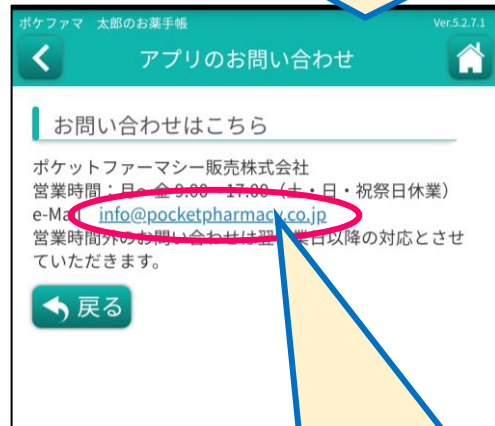 ポケファマ 太郎のお薬手帳 Ver.5.2.7.1
アプリのお問い合わせ
お問い合わせはこちら
ポケットファーマシー販売株式会社
営業時間：月～金 9:00～17:00（土・日・祝祭日休業）
e-Mail info@pocketpharmacy.co.jp
営業時間外のお問い合わせは翌営業日以降の対応とさせ
ていただきます。
戻る